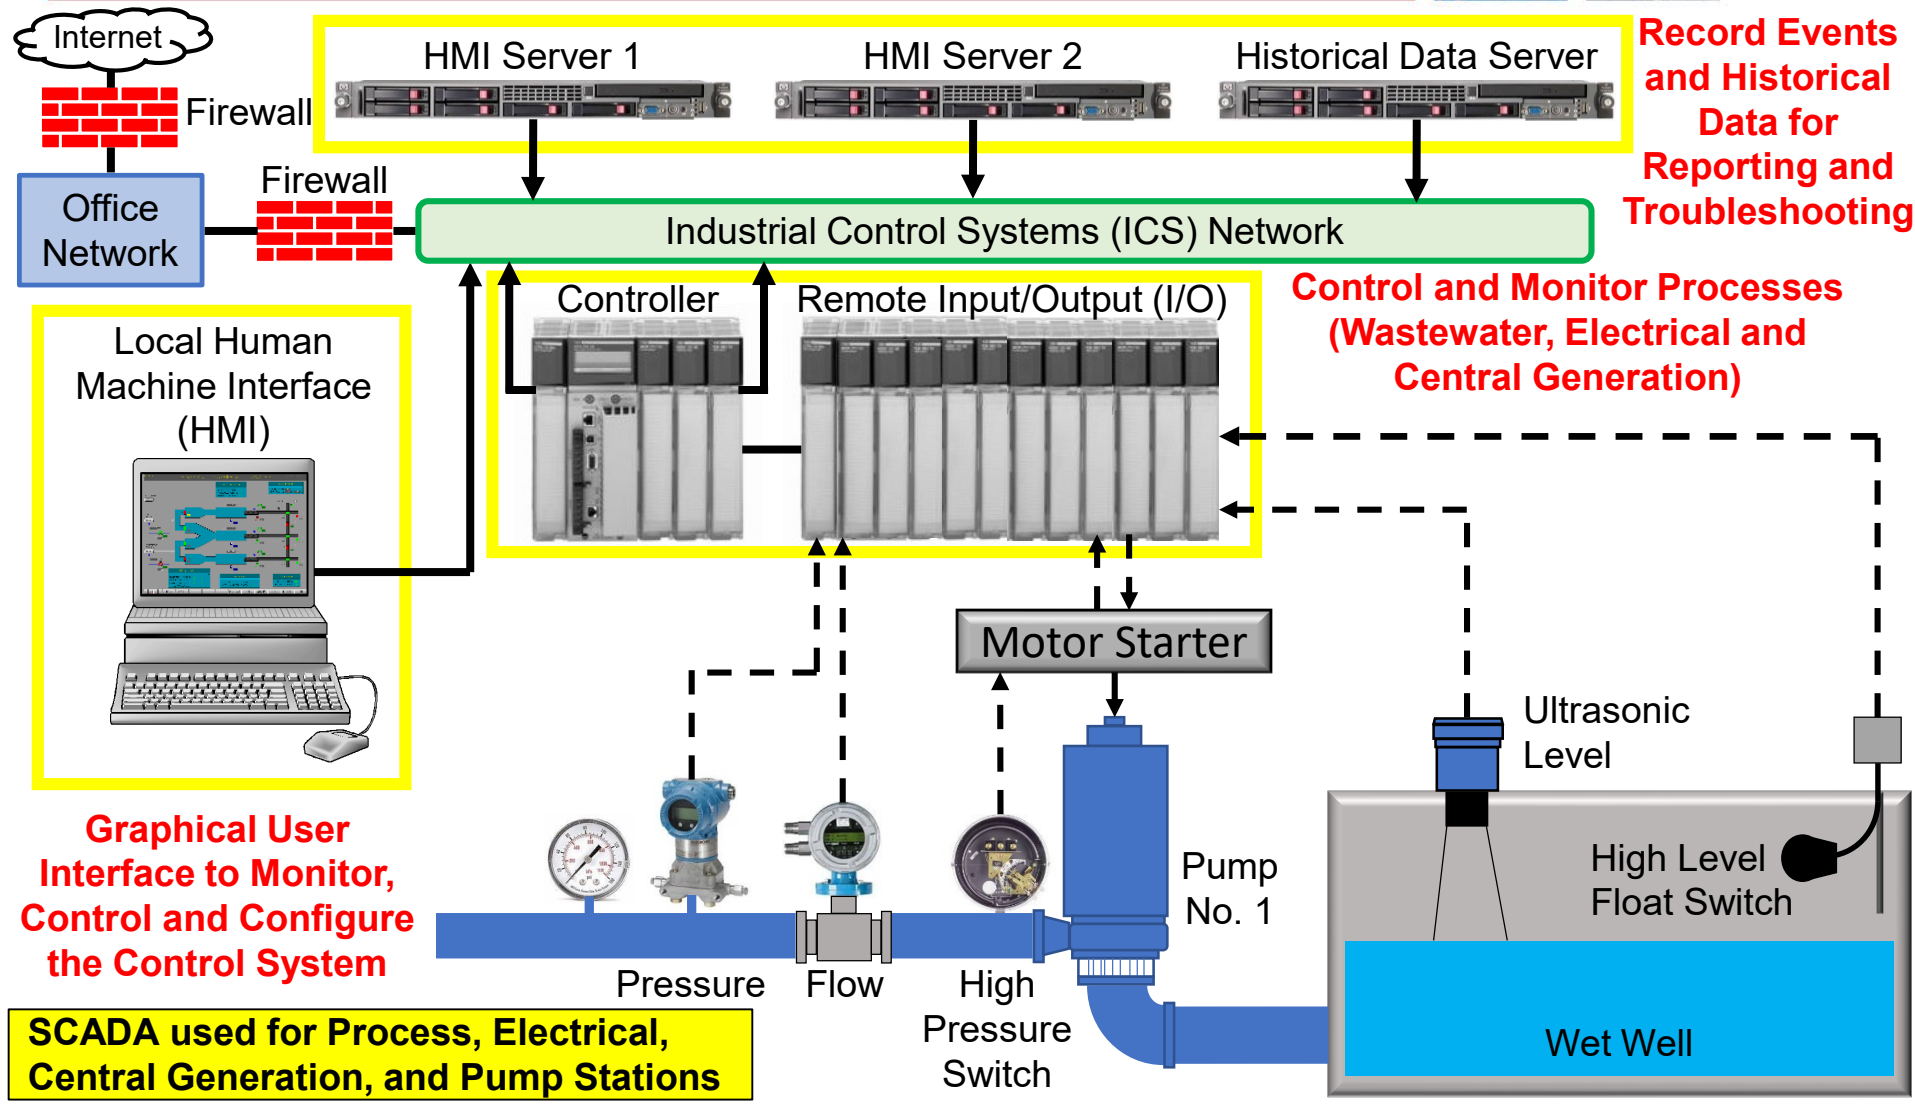 Internet
Firewall
Office
Network
Firewall
HMI Server 1
HMI Server 2
Historical Data Server
Record Events
and Historical
Data for
Reporting and
Troubleshooting
Industrial Control Systems (ICS) Network
Controller
Remote Input/Output (I/O)
Control and Monitor Processes
(Wastewater, Electrical and
Central Generation)
Local Human
Machine Interface
(HMI)
Motor Starter
Ultrasonic
Level
Graphical User
Interface to Monitor,
Control and Configure
the Control System
Pump
No. 1
High Level
Float Switch
Pressure
Flow
High
Pressure
Switch
Wet Well
SCADA used for Process, Electrical,
Central Generation, and Pump Stations